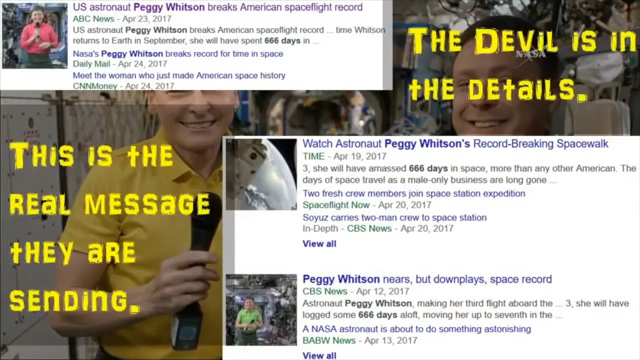 US astronaut Peggy Whitson breaks American spaceflight record
ABC News - Apr 23, 2017
US astronaut Peggy Whitson breaks American ... time Whitson
returns to Earth in September, she will have spent 666 days in ...
Nasa's Peggy Whitson breaks record for time in space
Daily Mail - Apr 24, 2017
Meet the woman who just made American space history
CNNMoney - Apr 24, 2017
The Devil is in
the details.
NASA
This is the
real message
they are
sending.
Watch Astronaut Peggy Whitson's Record-Breaking Spacewalk
TIME - Apr 19, 2017
3, she will have amassed 666 days in space, more than any other American. The
days of space travel as a male-only business are long gone ...
Two fresh crew members join space station expedition
Spaceflight Now - Apr 20, 2017
Soyuz carries two-man crew to space station
In-Depth - CBS News - Apr 20, 2017
View all
Peggy Whitson nears, but downplays, space record
CBS News - Apr 12, 2017
Astronaut Peggy Whitson, making her third flight aboard the ... 3, she will have
logged some 666 days aloft, moving her up to seventh in the ...
A NASA astronaut is about to do something astonishing
BABW News - Apr 13, 2017
View all